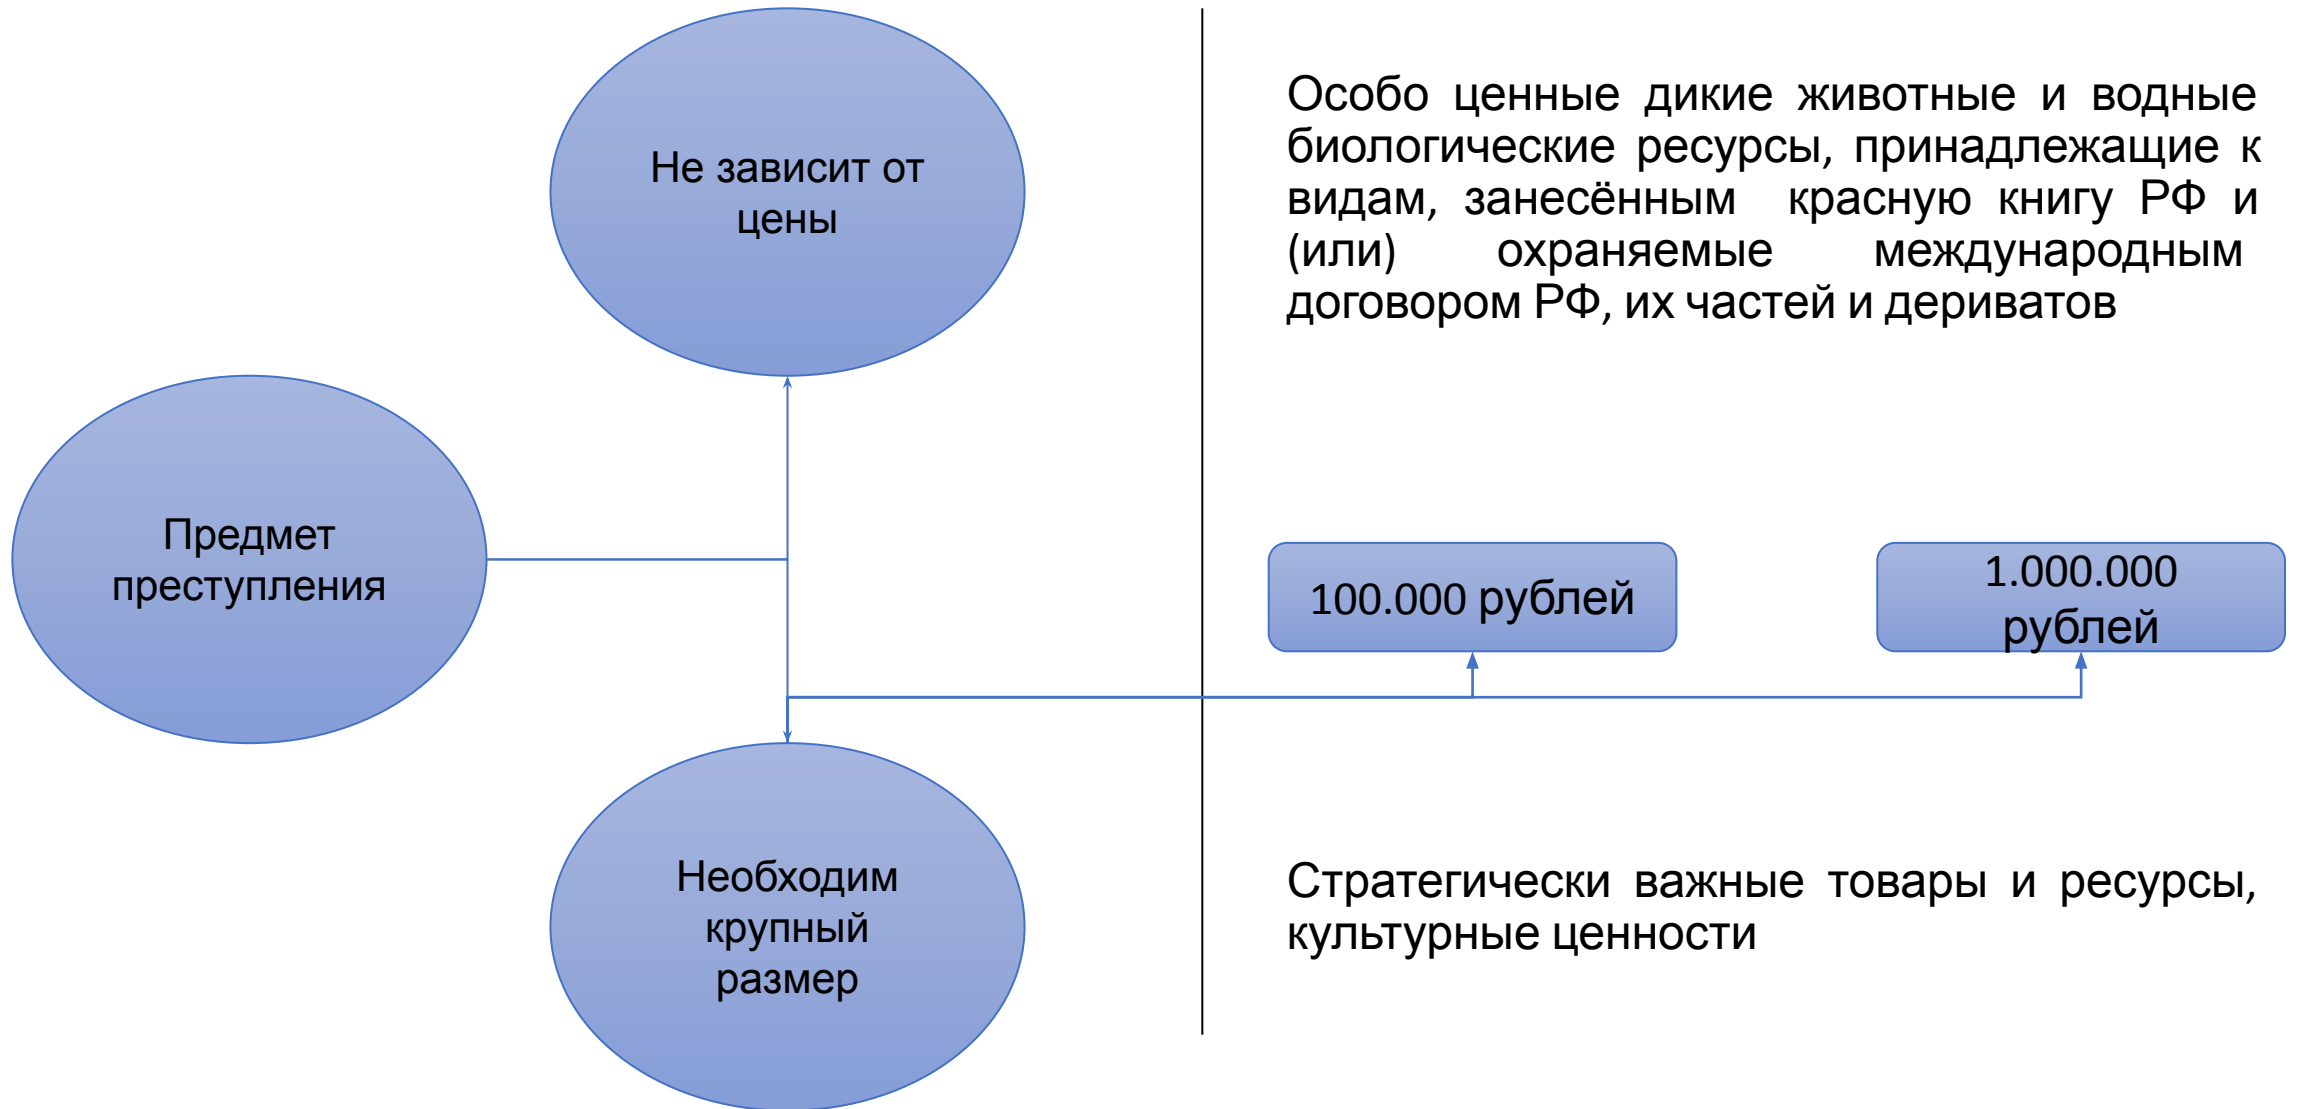 Не зависит от
цены
Особо ценные дикие животные и водные
биологические ресурсы, принадлежащие к
видам, занесённым красную книгу РФ и
(или) охраняемые международным
договором РФ, их частей и дериватов
Предмет
преступления
100.000 рублей
1.000.000
рублей
Необходим
крупный
размер
Стратегически важные товары и ресурсы,
культурные ценности